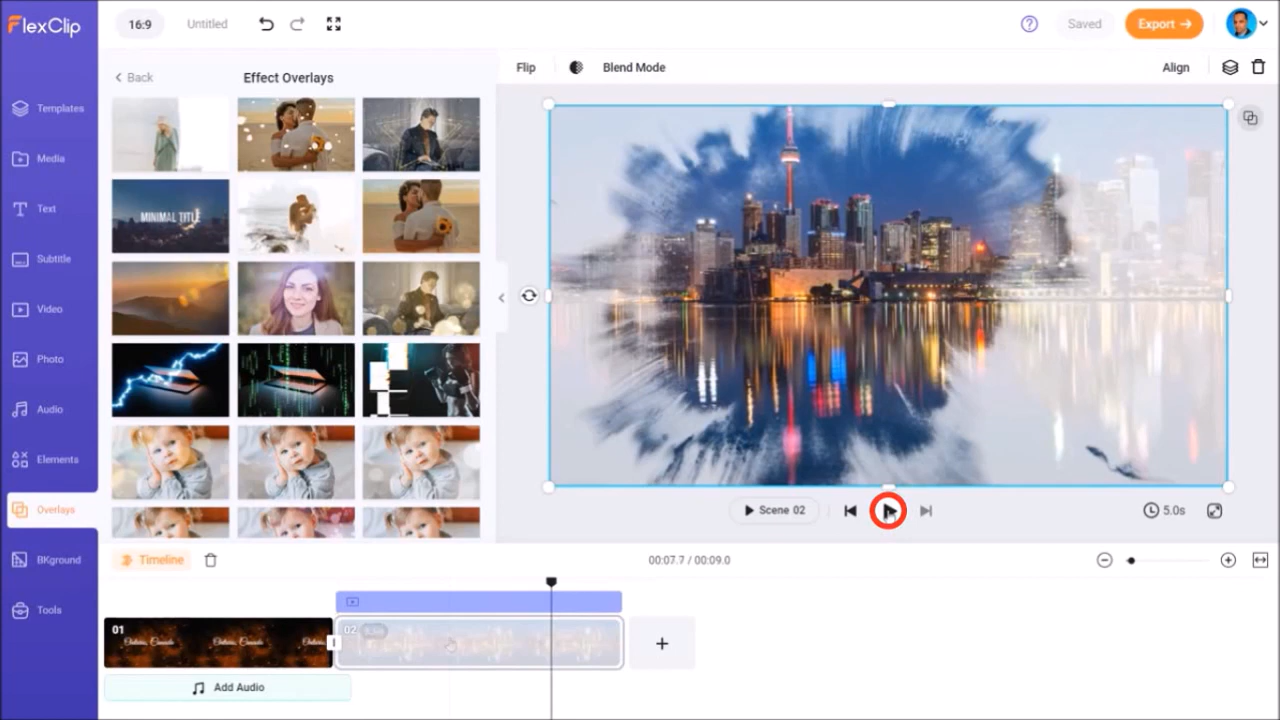 FlexClip
16:9
Untitled
Saved
Export →
Templates
Media
Text
Subtitle
Video
Photo
Audio
Elements
Overlays
BKground
Tools
Back
Effect Overlays
MINIMAL TITLE
Flip
Blend Mode
Align
Scene 02
5.0s
Timeline
00:07.7 / 00:09.0
01
02
+
Add Audio